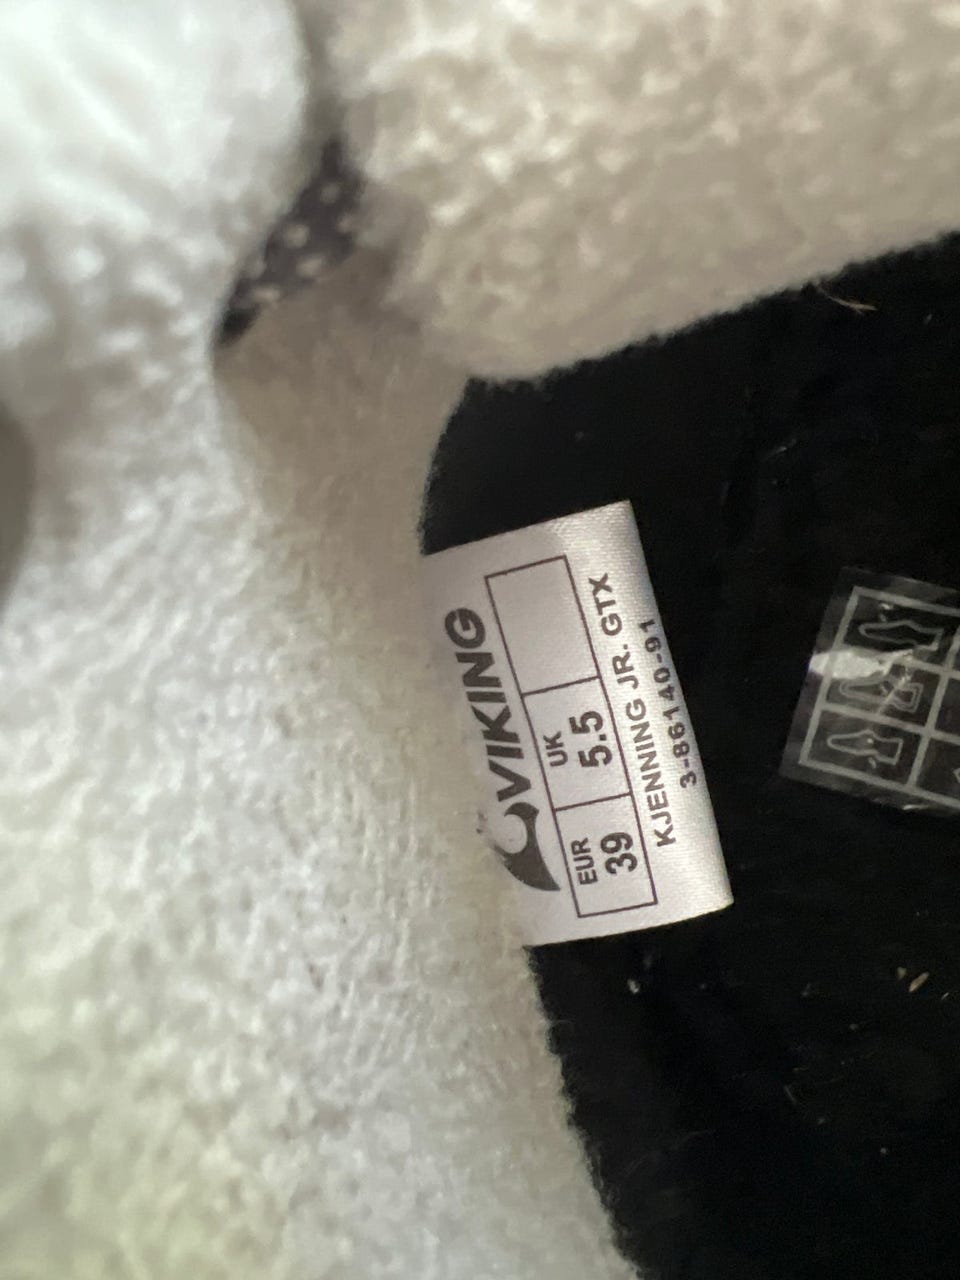 VIKING
EUR UK
39 5.5
KJENNING JR. GTX
3-86140-91